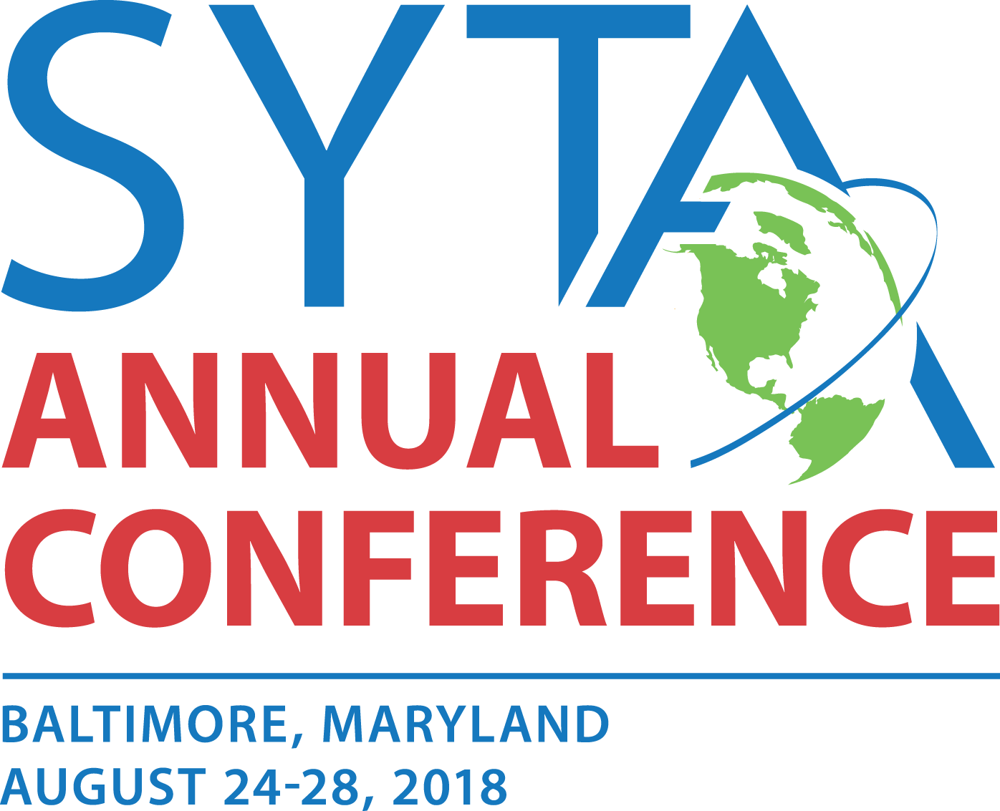 SYTA
ANNUAL
CONFERENCE
BALTIMORE, MARYLAND
AUGUST 24-28, 2018